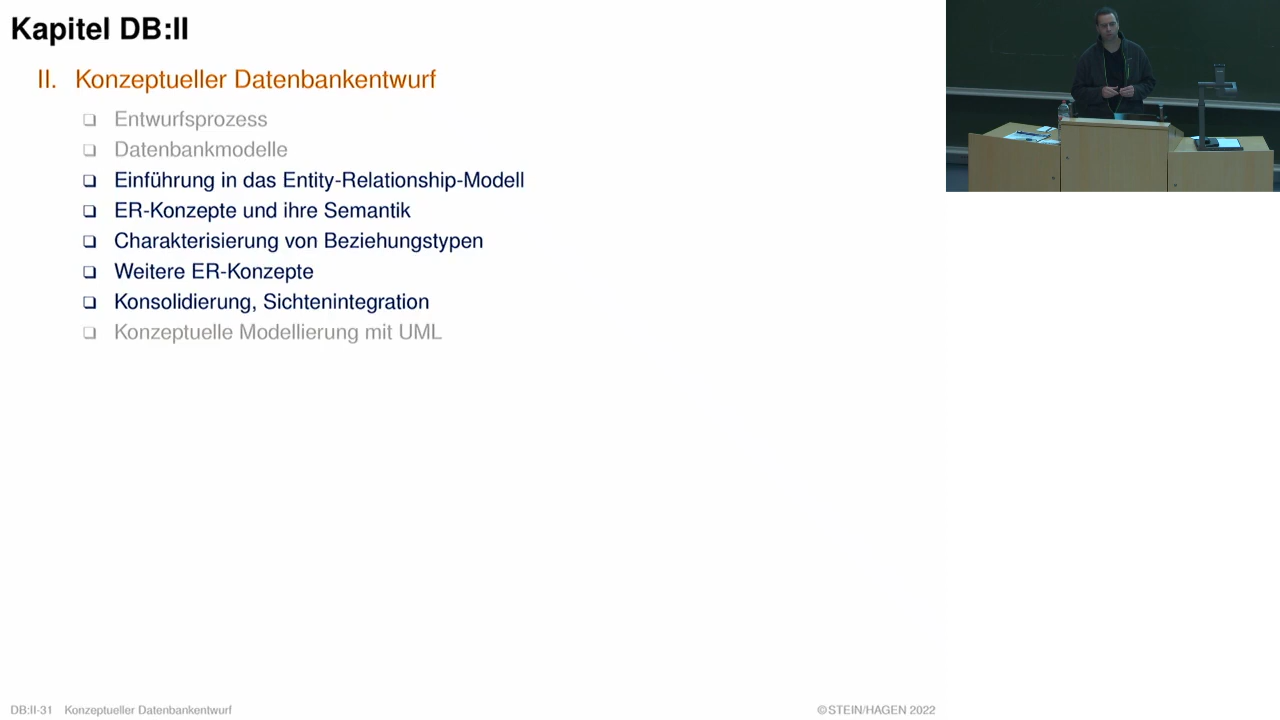 Kapitel DB:II
II. Konzeptueller Datenbankentwurf
❑ Entwurfsprozess
❑ Datenbankmodelle
❑ Einführung in das Entity-Relationship-Modell
❑ ER-Konzepte und ihre Semantik
❑ Charakterisierung von Beziehungstypen
❑ Weitere ER-Konzepte
❑ Konsolidierung, Sichtenintegration
❑ Konzeptuelle Modellierung mit UML
DB:II-31 Konzeptueller Datenbankentwurf ©STEIN/HAGEN 2022